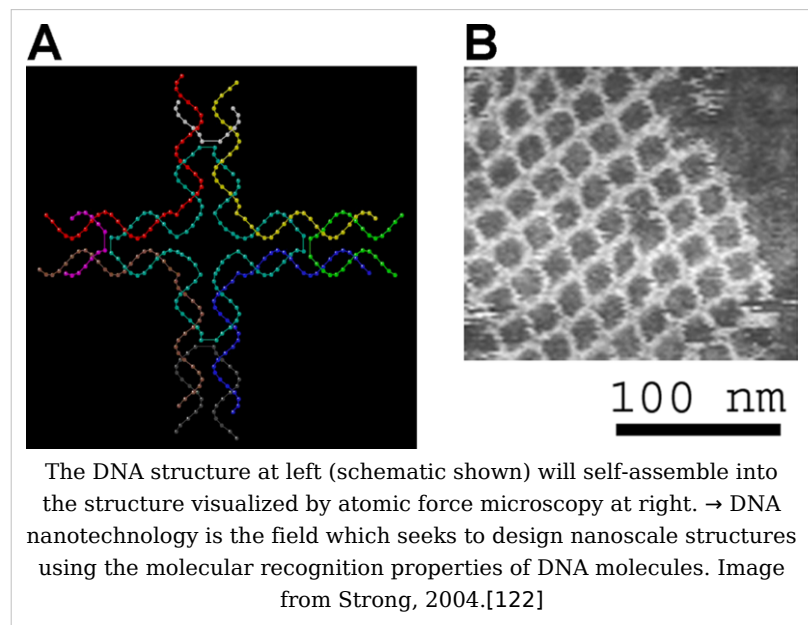 A
B
100 nm
The DNA structure at left (schematic shown) will self-assemble into
the structure visualized by atomic force microscopy at right. → DNA
nanotechnology is the field which seeks to design nanoscale structures
using the molecular recognition properties of DNA molecules. Image
from Strong, 2004.[122]